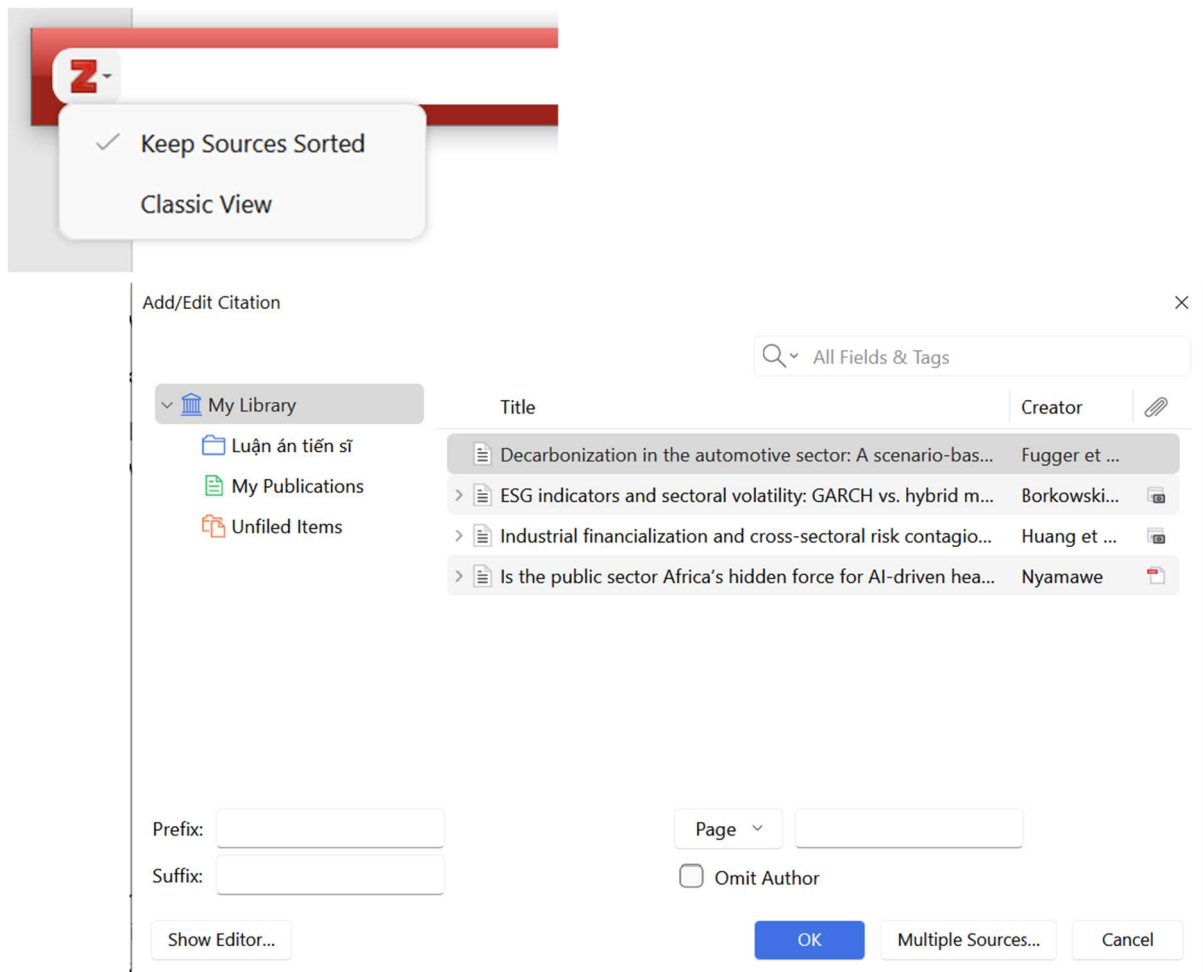 Z
Keep Sources Sorted
Classic View
Add/Edit Citation
All Fields & Tags
My Library
Luận án tiến sĩ
My Publications
Unfiled Items
Title Creator
Decarbonization in the automotive sector: A scenario-bas... Fugger et ...
ESG indicators and sectoral volatility: GARCH vs. hybrid m... Borkowski...
Industrial financialization and cross-sectoral risk contagio... Huang et ...
Is the public sector Africa’s hidden force for AI-driven hea... Nyamawe
Prefix: Page
Suffix: Omit Author
Show Editor... OK Multiple Sources... Cancel